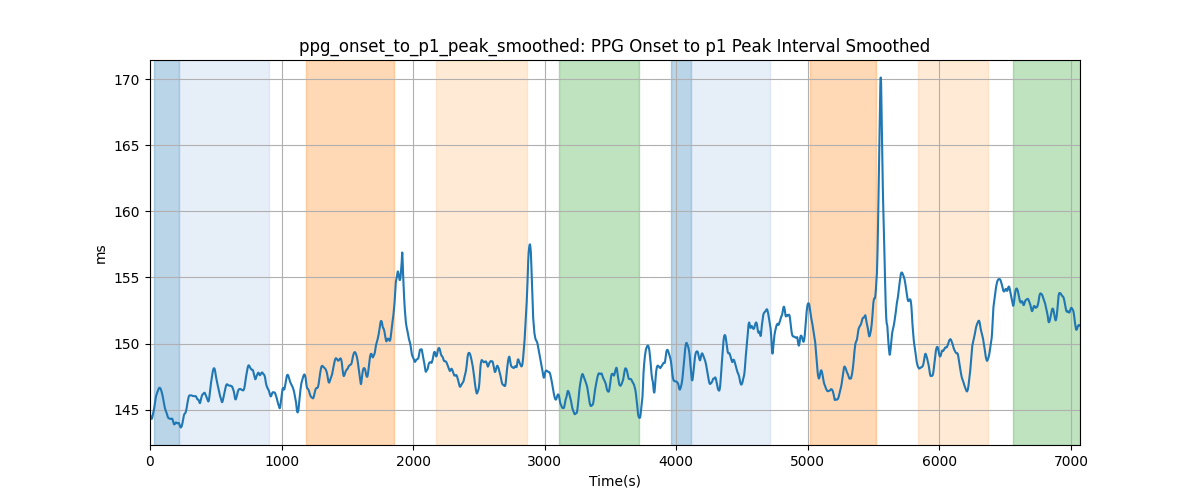 ppg_onset_to_p1_peak_smoothed: PPG Onset to p1 Peak Interval Smoothed
170
165
160
155
150
145
ms
0 1000 2000 3000 4000 5000 6000 7000
Time(s)